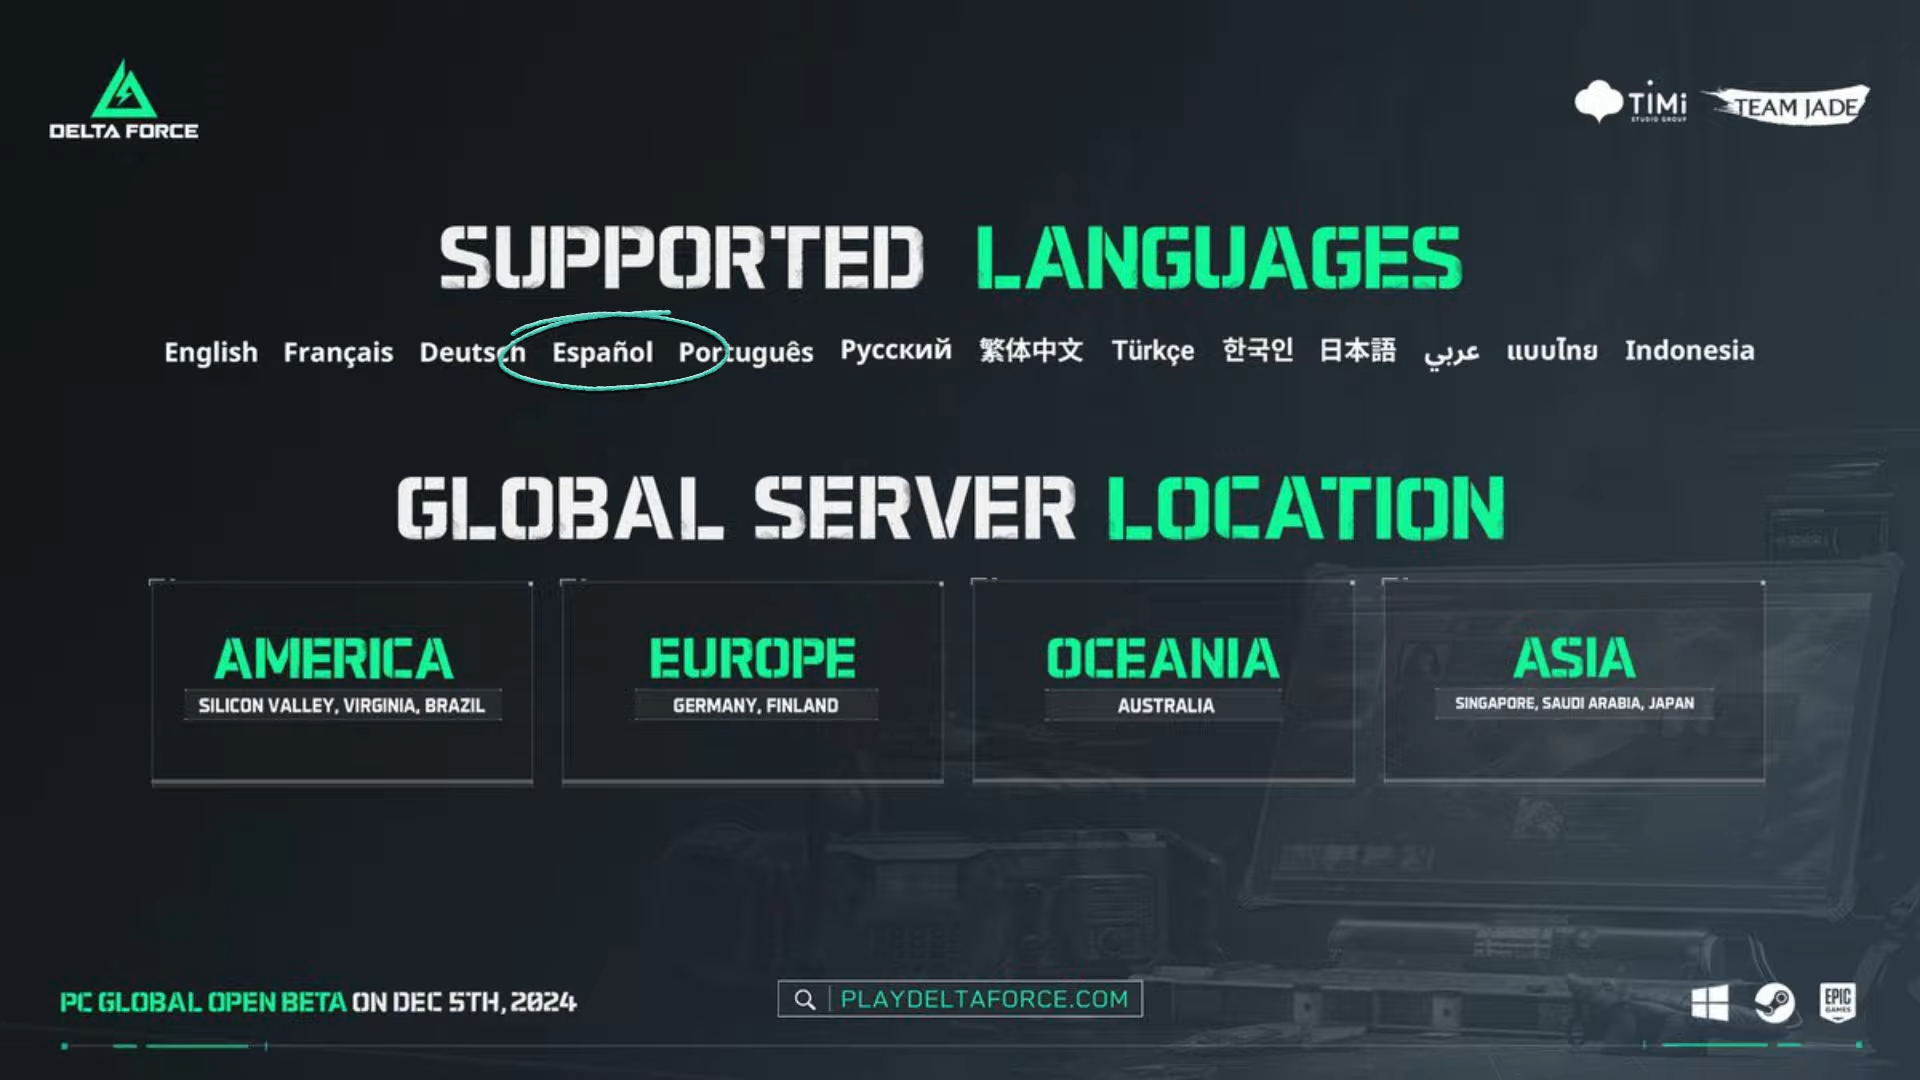 DELTA FORCE
TiMi
STUDIO GROUP
TEAM JADE
SUPPORTED LANGUAGES
English Français Deutsch Español Português Русский 繁体中文 Türkçe 한국인 日本語 عربي แบบไทย Indonesia
GLOBAL SERVER LOCATION
AMERICA
SILICON VALLEY, VIRGINIA, BRAZIL
EUROPE
GERMANY, FINLAND
OCEANIA
AUSTRALIA
ASIA
SINGAPORE, SAUDI ARABIA, JAPAN
PC GLOBAL OPEN BETA ON DEC 5TH, 2024
PLAYDELTAFORCE.COM
EPIC
GAMES